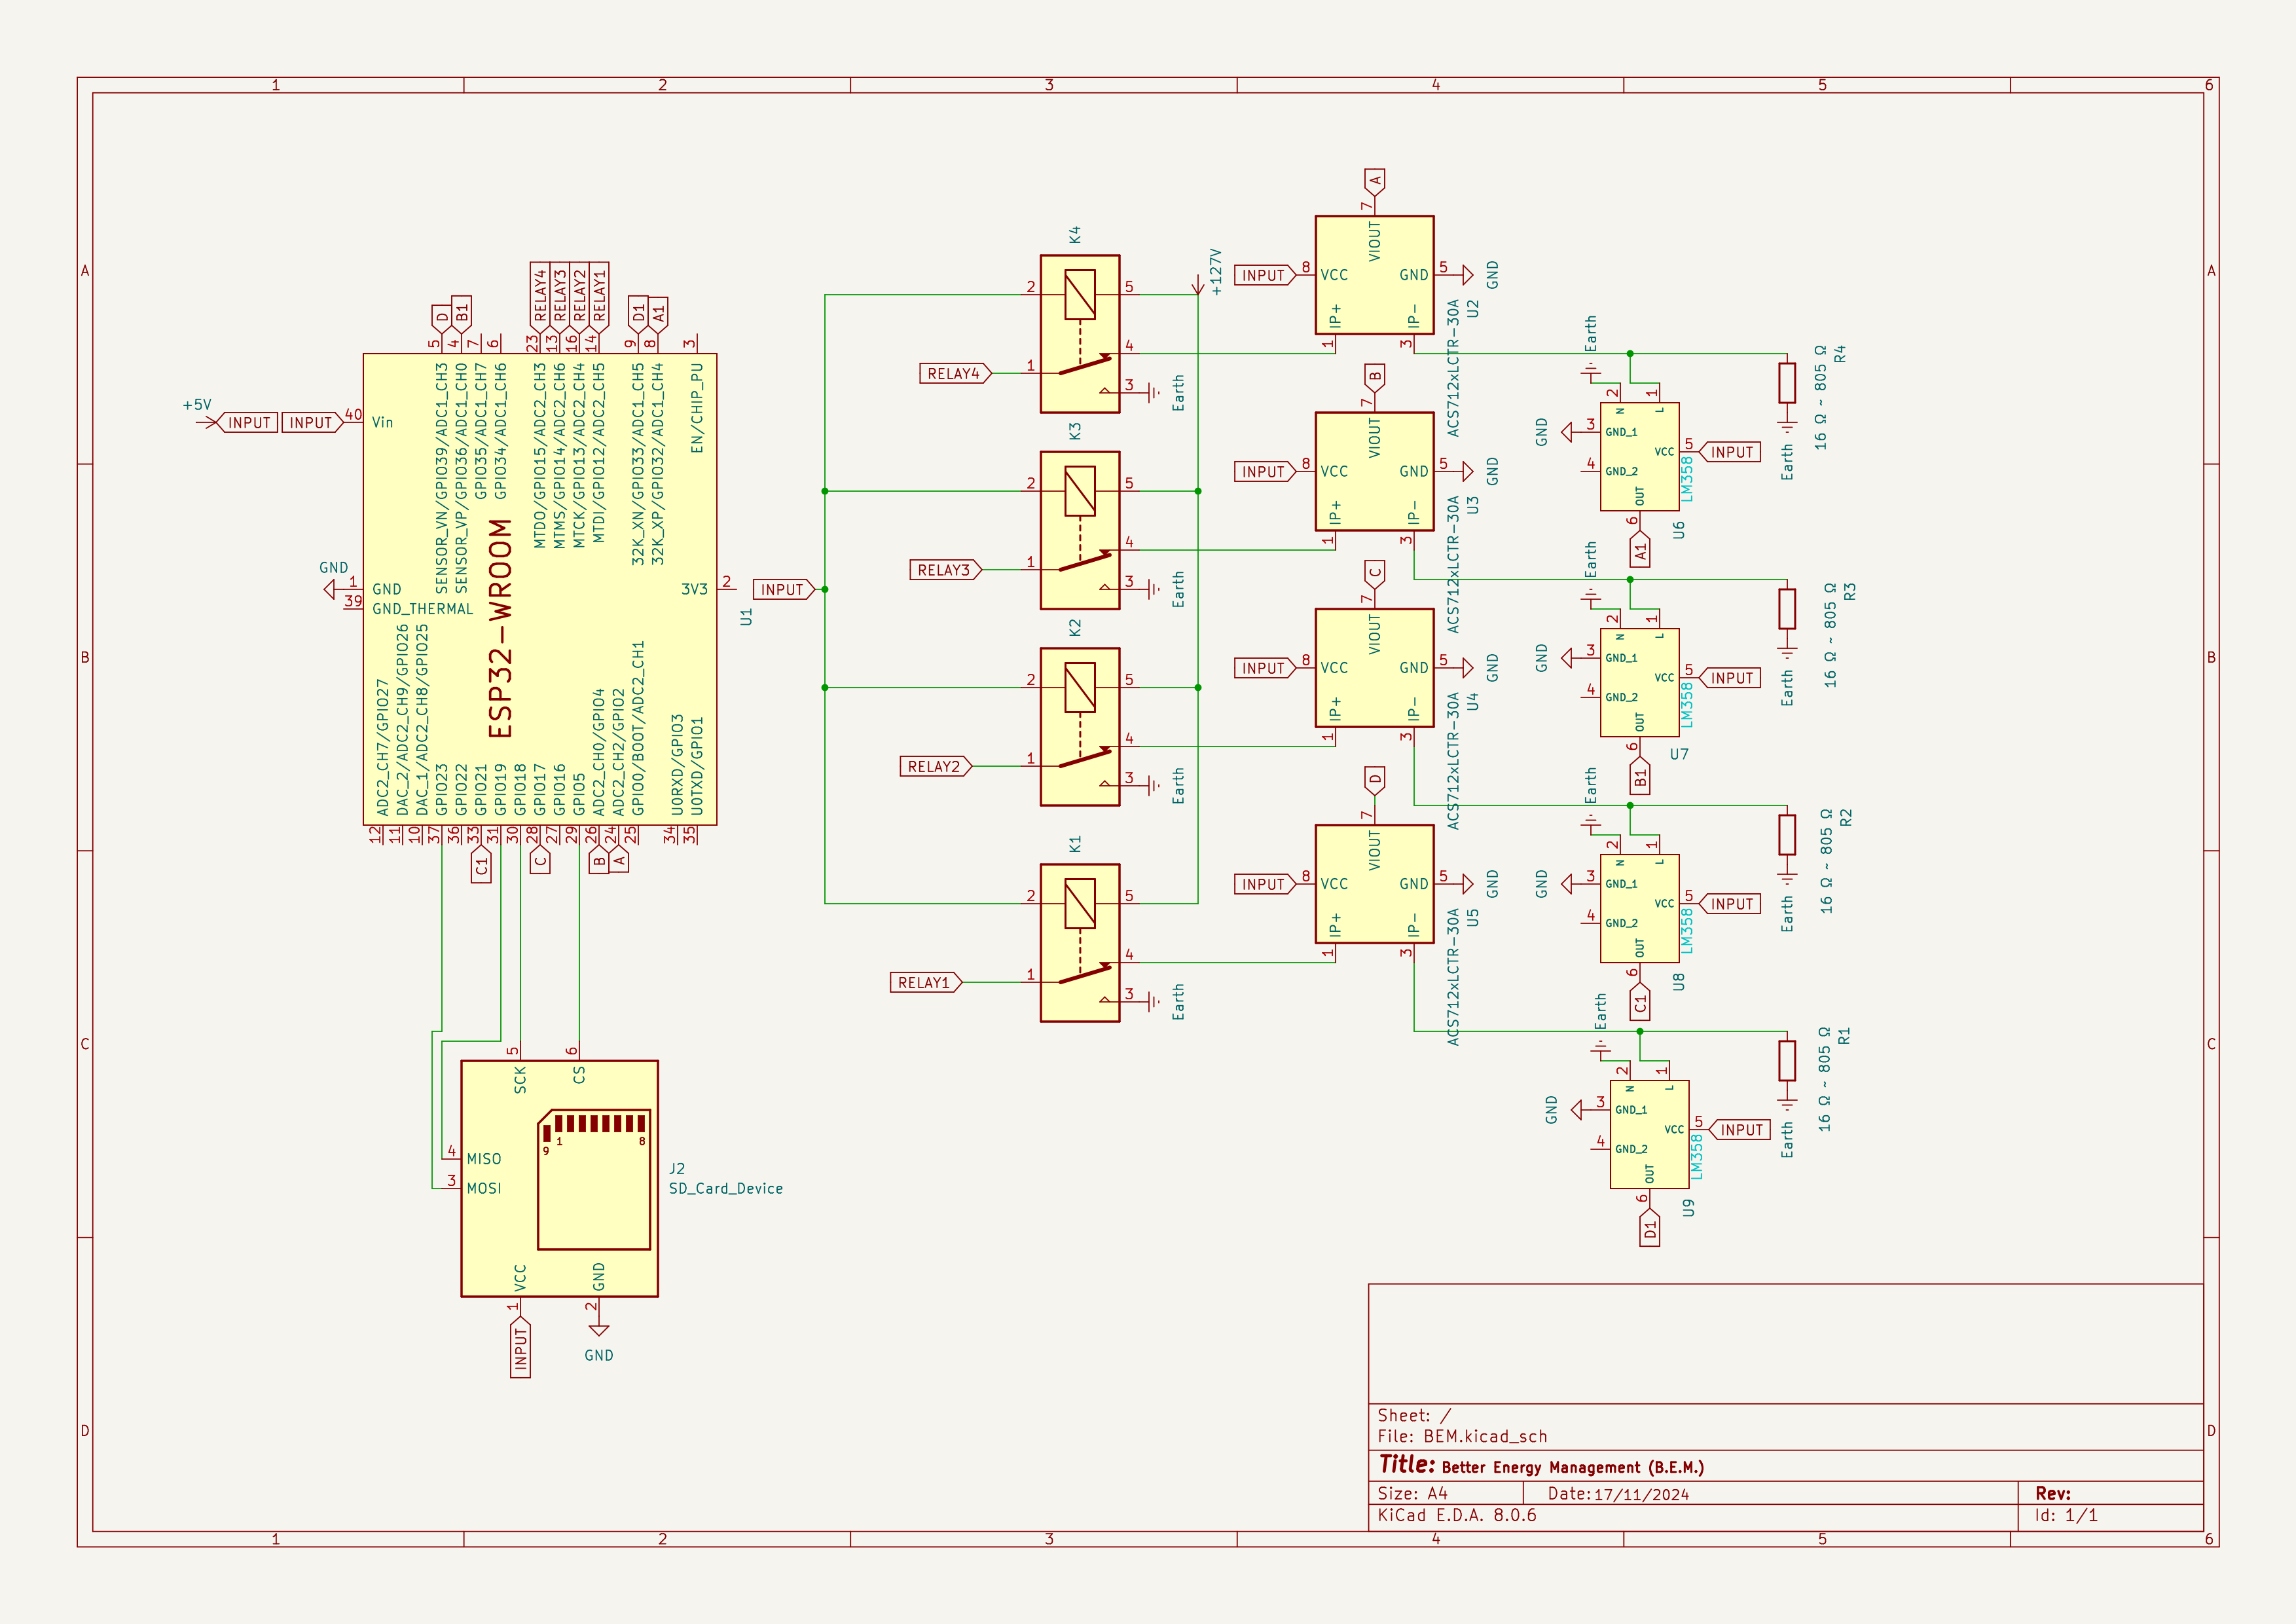 1 2 3 4 5 6
A
B
C
D
A
B
C
D
1 2 3 4 5 6
+5V
INPUT
INPUT
40 Vin
GND
1 GND
39 GND_THERMAL
D
B1
RELAY4
RELAY3
RELAY2
RELAY1
D1
A1
5 SENSOR_VN/GPIO39/ADC1_CH3
4 SENSOR_VP/GPIO36/ADC1_CH0
7 GPIO35/ADC1_CH7
6 GPIO34/ADC1_CH6
23 MTDO/GPIO15/ADC2_CH3
13 MTMS/GPIO14/ADC2_CH6
16 MTCK/GPIO13/ADC2_CH4
14 MTDI/GPIO12/ADC2_CH5
9 32K_XN/GPIO33/ADC1_CH5
8 32K_XP/GPIO32/ADC1_CH4
3 EN/CHIP_PU
3V3 2
U1
ESP32-WROOM
12 ADC2_CH7/GPIO27
11 DAC_2/ADC2_CH9/GPIO26
10 DAC_1/ADC2_CH8/GPIO25
37 GPIO23
36 GPIO22
33 GPIO21
31 GPIO19
30 GPIO18
28 GPIO17
27 GPIO16
29 GPIO5
26 ADC2_CH0/GPIO4
24 ADC2_CH2/GPIO2
25 GPIO0/BOOT/ADC2_CH1
34 U0RXD/GPIO3
35 U0TXD/GPIO1
C1
C
B
A
5 SCK
6 CS
4 MISO
3 MOSI
9 1 8
J2
SD_Card_Device
1 VCC
2 GND
INPUT
GND
INPUT
+127V
K4
2 5
4
1
3
RELAY4
Earth
K3
2 5
4
1
3
RELAY3
Earth
K2
2 5
4
1
3
RELAY2
Earth
K1
2 5
4
1
3
RELAY1
Earth
A
7 VIOUT
INPUT 8 VCC
GND 5 GND
1 IP+
3 IP-
U2
ACS712xLCTR-30A
B
7 VIOUT
INPUT 8 VCC
GND 5 GND
1 IP+
3 IP-
U3
ACS712xLCTR-30A
C
7 VIOUT
INPUT 8 VCC
GND 5 GND
1 IP+
3 IP-
U4
ACS712xLCTR-30A
D
7 VIOUT
INPUT 8 VCC
GND 5 GND
1 IP+
3 IP-
U5
ACS712xLCTR-30A
Earth
2 N
1 L
GND 3 GND_1
4 GND_2
VCC 5 INPUT
LM358
OUT 6
A1
U6
R4
16 Ω ~ 805 Ω
Earth
Earth
2 N
1 L
GND 3 GND_1
4 GND_2
VCC 5 INPUT
LM358
OUT 6
B1
U7
R3
16 Ω ~ 805 Ω
Earth
Earth
2 N
1 L
GND 3 GND_1
4 GND_2
VCC 5 INPUT
LM358
OUT 6
C1
U8
R2
16 Ω ~ 805 Ω
Earth
Earth
2 N
1 L
GND 3 GND_1
4 GND_2
VCC 5 INPUT
LM358
OUT 6
D1
U9
R1
16 Ω ~ 805 Ω
Earth
Sheet: /
File: BEM.kicad_sch
Title: Better Energy Management (B.E.M.)
Size: A4 Date: 17/11/2024 Rev:
KiCad E.D.A. 8.0.6 Id: 1/1